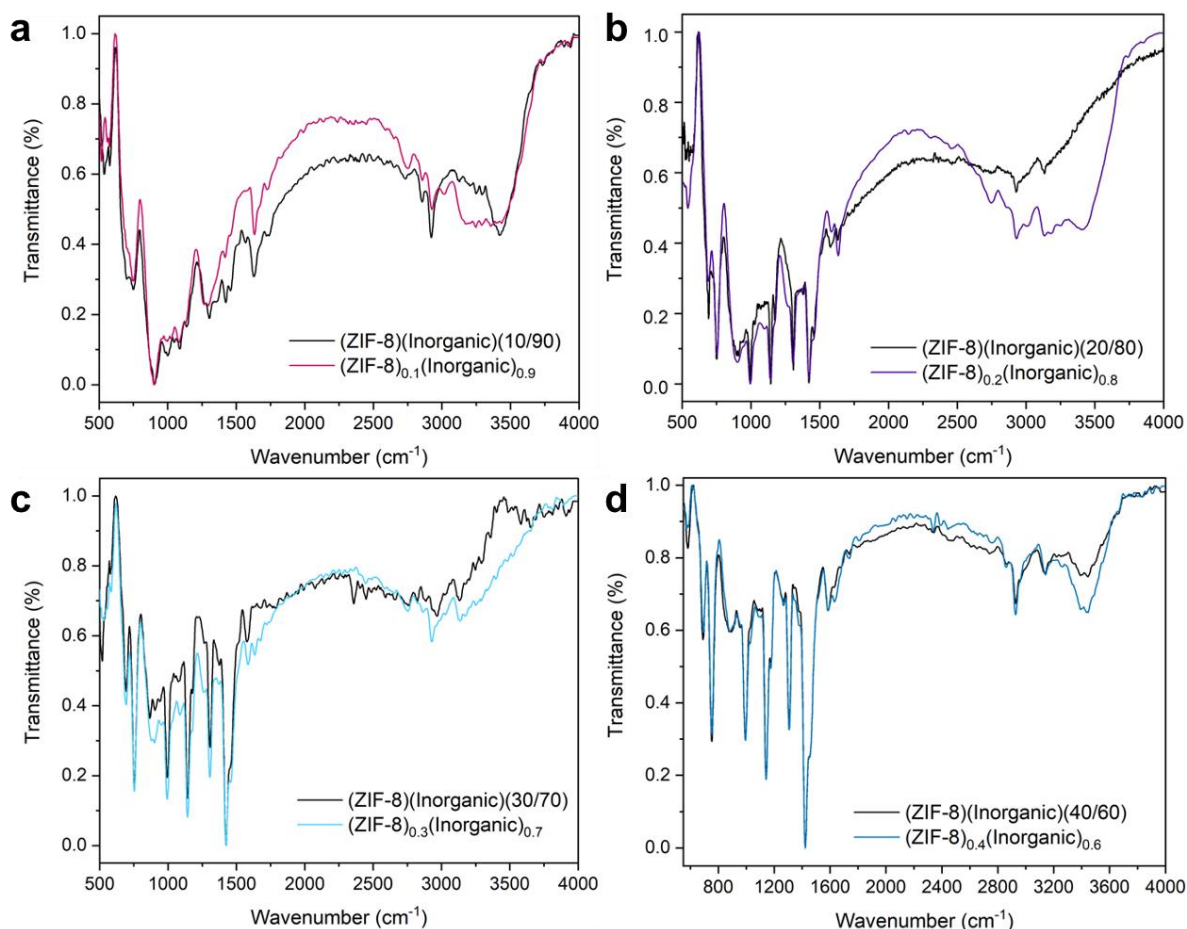 a
1.0
0.8
0.6
0.4
0.2
0.0
Transmittance (%)
(ZIF-8)(Inorganic)(10/90)
(ZIF-8)0.1(Inorganic)0.9
500 1000 1500 2000 2500 3000 3500 4000
Wavenumber (cm-1)
b
1.0
0.8
0.6
0.4
0.2
0.0
Transmittance (%)
(ZIF-8)(Inorganic)(20/80)
(ZIF-8)0.2(Inorganic)0.8
500 1000 1500 2000 2500 3000 3500 4000
Wavenumber (cm-1)
c
1.0
0.8
0.6
0.4
0.2
0.0
Transmittance (%)
(ZIF-8)(Inorganic)(30/70)
(ZIF-8)0.3(Inorganic)0.7
500 1000 1500 2000 2500 3000 3500 4000
Wavenumber (cm-1)
d
1.0
0.8
0.6
0.4
0.2
0.0
Transmittance (%)
(ZIF-8)(Inorganic)(40/60)
(ZIF-8)0.4(Inorganic)0.6
800 1200 1600 2000 2400 2800 3200 3600 4000
Wavenumber (cm-1)